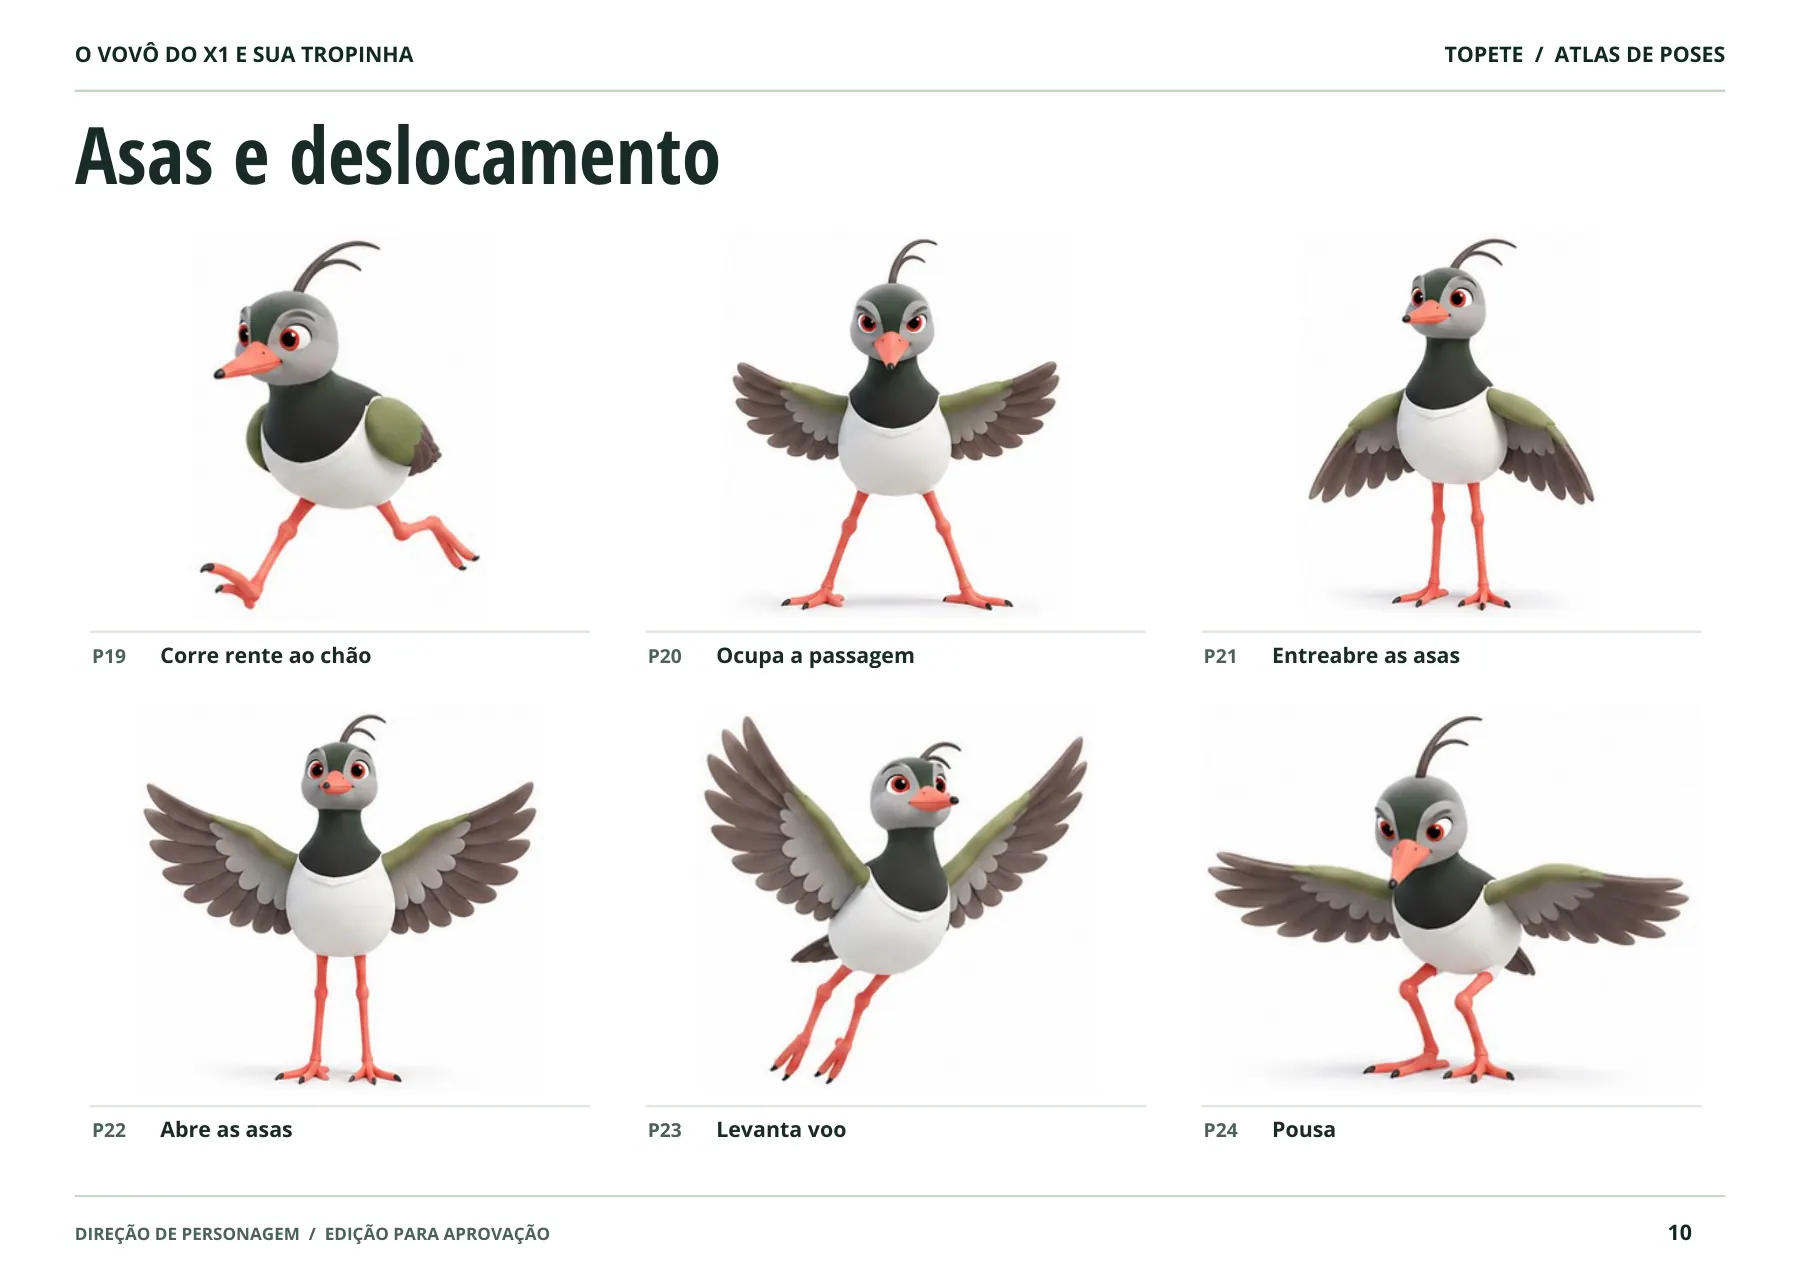 O VOVÔ DO X1 E SUA TROPINHA
TOPETE / ATLAS DE POSES
Asas e deslocamento
P19 Corre rente ao chão
P20 Ocupa a passagem
P21 Entreabre as asas
P22 Abre as asas
P23 Levanta voo
P24 Pousa
DIREÇÃO DE PERSONAGEM / EDIÇÃO PARA APROVAÇÃO
10